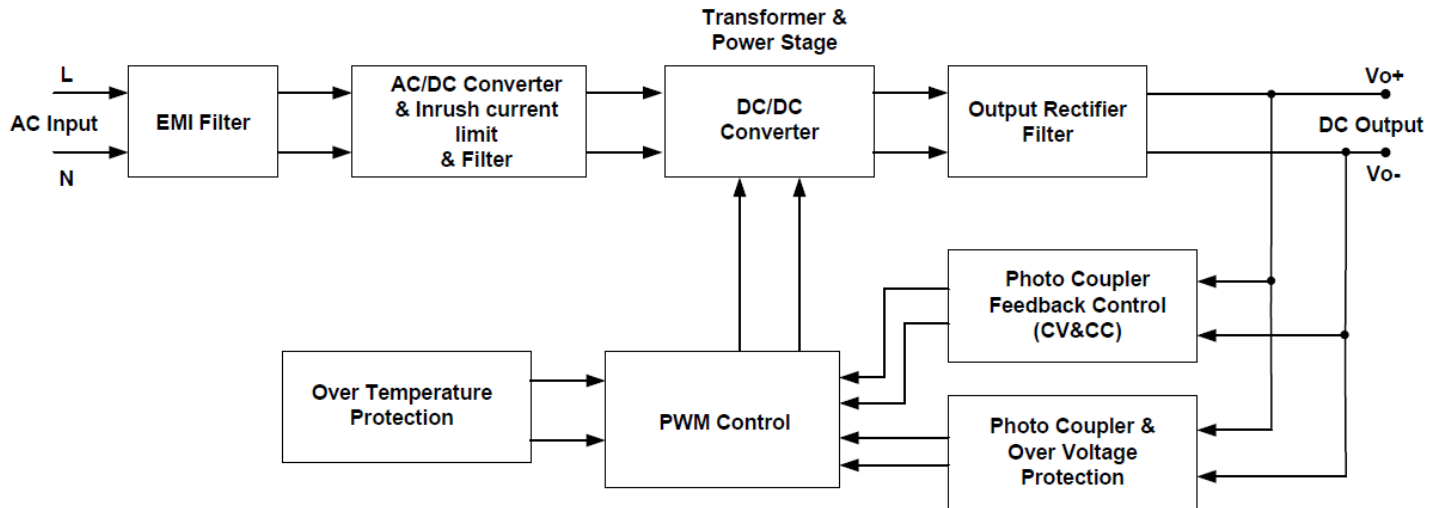 Transformer &
Power Stage
L
AC Input
N
EMI Filter
AC/DC Converter
& Inrush current
limit
& Filter
DC/DC
Converter
Output Rectifier
Filter
Vo+
DC Output
Vo-
Photo Coupler
Feedback Control
(CV&CC)
Over Temperature
Protection
PWM Control
Photo Coupler &
Over Voltage
Protection